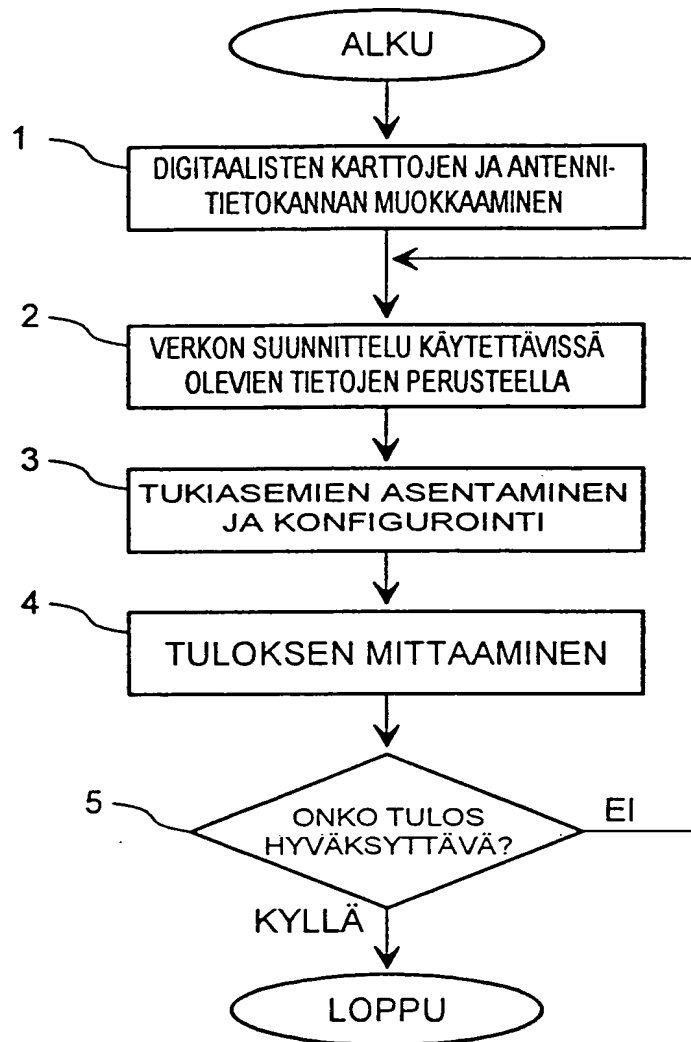 ALKU
1
DIGITAALISTEN KARTTOJEN JA ANTENNI-
TIETOKANNAN MUOKKAAMINEN
2
VERKON SUUNNITTELU KÄYTETTÄVISSÄ
OLEVIEN TIETOJEN PERUSTEELLA
3
TUKIASEMIEN ASENTAMINEN
JA KONFIGUROINTI
4
TULOKSEN MITTAAMINEN
5
ONKO TULOS
HYVÄKSYTTÄVÄ?
EI
KYLLÄ
LOPPU